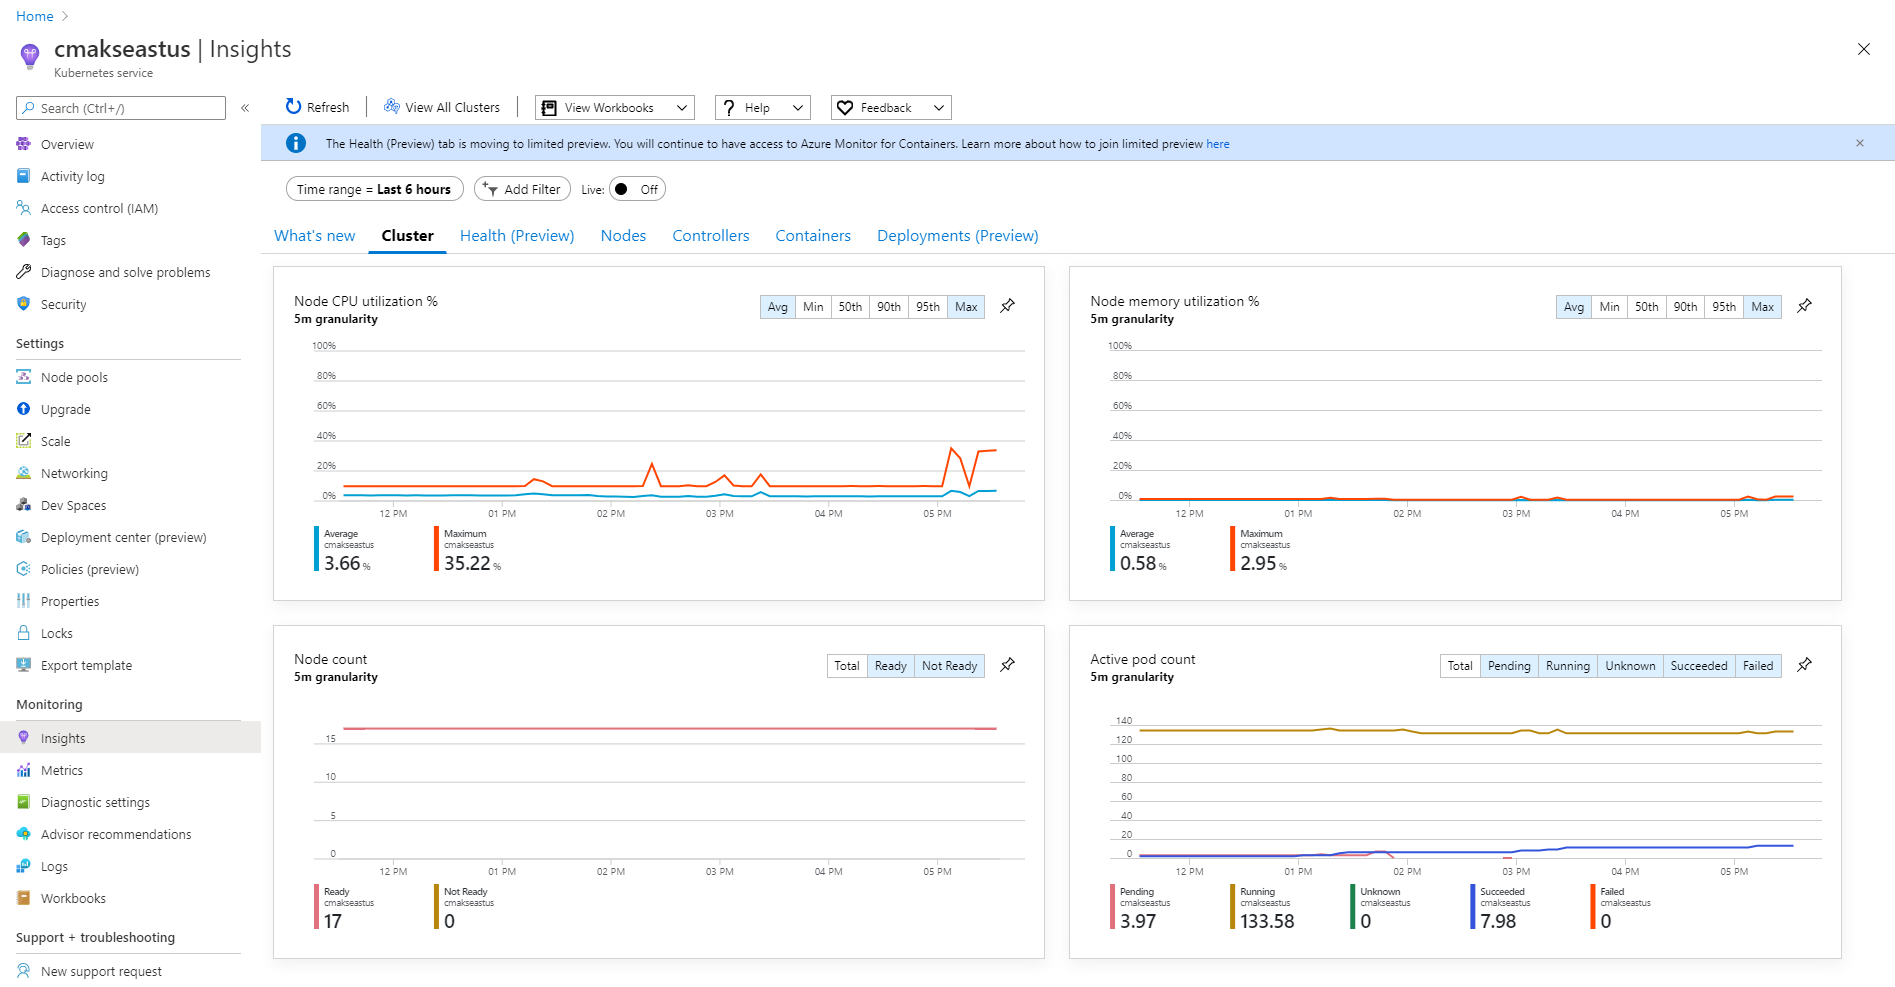 Home
cmakseastus | Insights
Kubernetes service
Search (Ctrl+/)
«
Overview
Activity log
Access control (IAM)
Tags
Diagnose and solve problems
Security
Settings
Node pools
Upgrade
Scale
Networking
Dev Spaces
Deployment center (preview)
Policies (preview)
Properties
Locks
Export template
Monitoring
Insights
Metrics
Diagnostic settings
Advisor recommendations
Logs
Workbooks
Support + troubleshooting
New support request
Refresh View All Clusters View Workbooks ? Help Feedback
The Health (Preview) tab is moving to limited preview. You will continue to have access to Azure Monitor for Containers. Learn more about how to join limited preview here
Time range = Last 6 hours Add Filter Live: Off
What's new Cluster Health (Preview) Nodes Controllers Containers Deployments (Preview)
Node CPU utilization %
5m granularity
Avg Min 50th 90th 95th Max
100%
80%
60%
40%
20%
0%
12 PM 01 PM 02 PM 03 PM 04 PM 05 PM
Average Maximum
cmakseastus cmakseastus
3.66 % 35.22 %
Node memory utilization %
5m granularity
Avg Min 50th 90th 95th Max
100%
80%
60%
40%
20%
0%
12 PM 01 PM 02 PM 03 PM 04 PM 05 PM
Average Maximum
cmakseastus cmakseastus
0.58 % 2.95 %
Node count
5m granularity
Total Ready Not Ready
15
10
5
0
12 PM 01 PM 02 PM 03 PM 04 PM 05 PM
Ready Not Ready
cmakseastus cmakseastus
17 0
Active pod count
5m granularity
Total Pending Running Unknown Succeeded Failed
140
120
100
80
60
40
20
0
12 PM 01 PM 02 PM 03 PM 04 PM 05 PM
Pending Running Unknown Succeeded Failed
cmakseastus cmakseastus cmakseastus cmakseastus cmakseastus
3.97 133.58 0 7.98 0